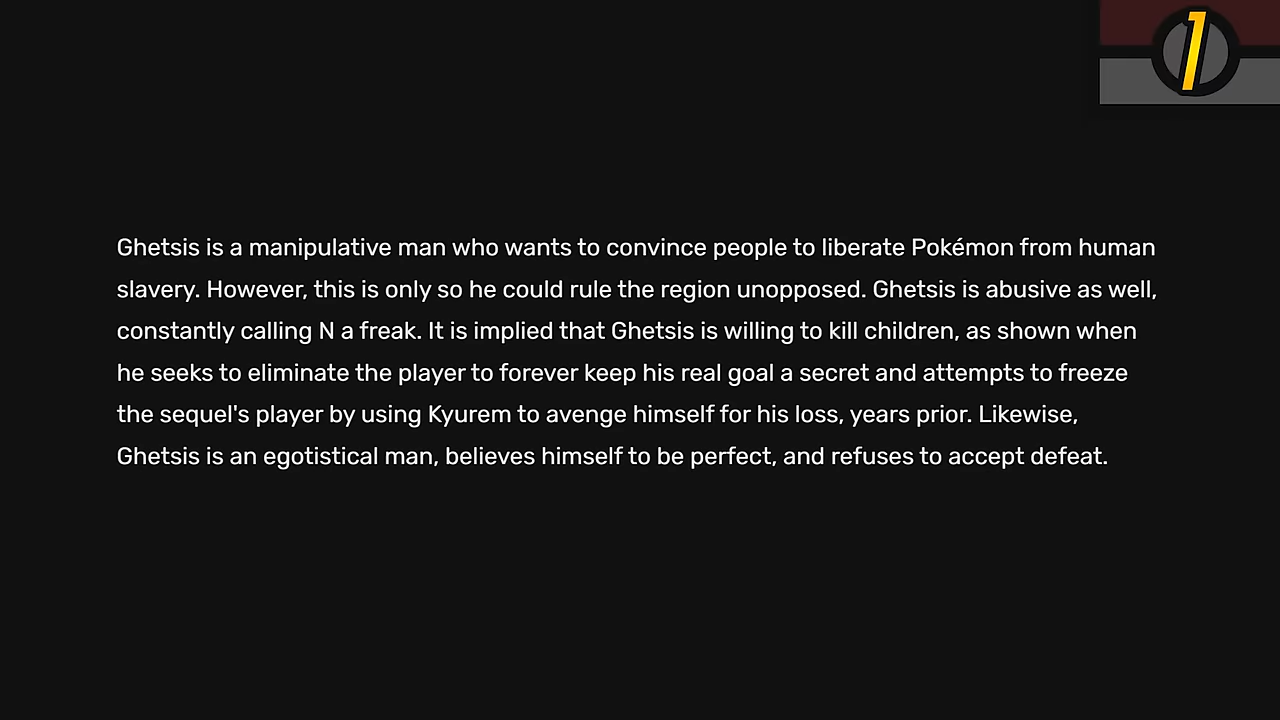 1
Ghetsis is a manipulative man who wants to convince people to liberate Pokémon from human
slavery. However, this is only so he could rule the region unopposed. Ghetsis is abusive as well,
constantly calling N a freak. It is implied that Ghetsis is willing to kill children, as shown when
he seeks to eliminate the player to forever keep his real goal a secret and attempts to freeze
the sequel's player by using Kyurem to avenge himself for his loss, years prior. Likewise,
Ghetsis is an egotistical man, believes himself to be perfect, and refuses to accept defeat.